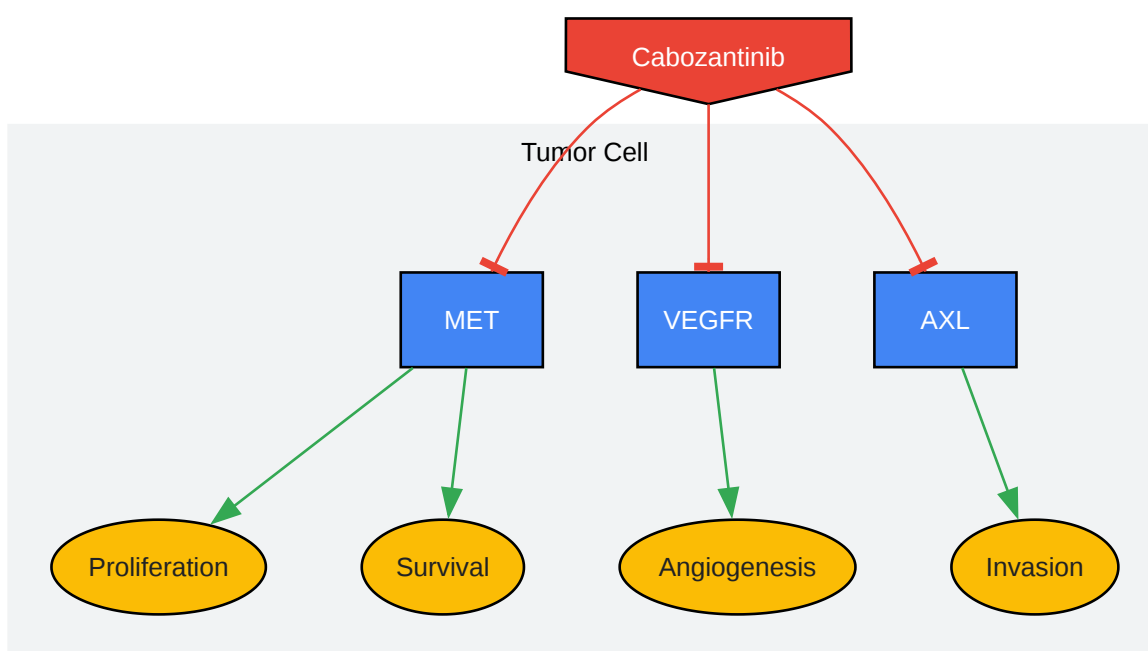 Cabozantinib
Tumor Cell
MET
VEGFR
AXL
Proliferation
Survival
Angiogenesis
Invasion